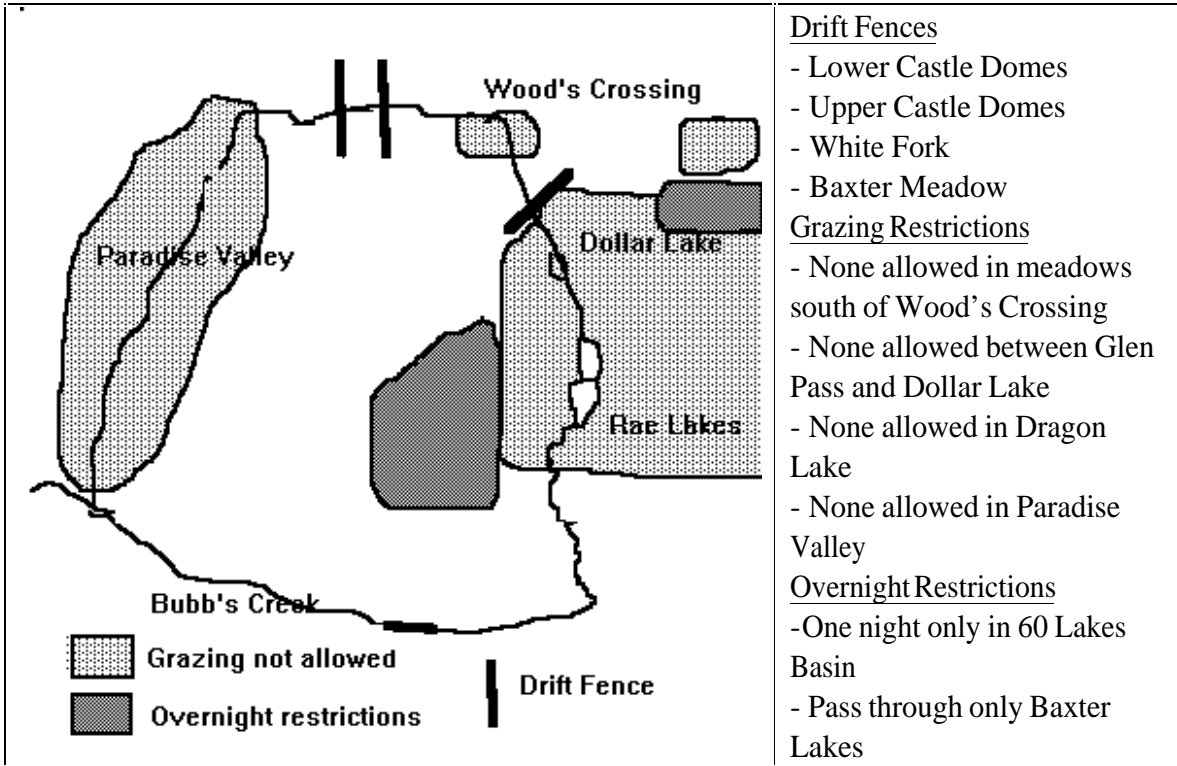 Wood's Crossing
Dollar Lake
Paradise Valley
Rae Lakes
Bubb's Creek
Grazing not allowed
Drift Fence
Overnight restrictions
Drift Fences
- Lower Castle Domes
- Upper Castle Domes
- White Fork
- Baxter Meadow
Grazing Restrictions
- None allowed in meadows
south of Wood’s Crossing
- None allowed between Glen
Pass and Dollar Lake
- None allowed in Dragon
Lake
- None allowed in Paradise
Valley
Overnight Restrictions
-One night only in 60 Lakes
Basin
- Pass through only Baxter
Lakes